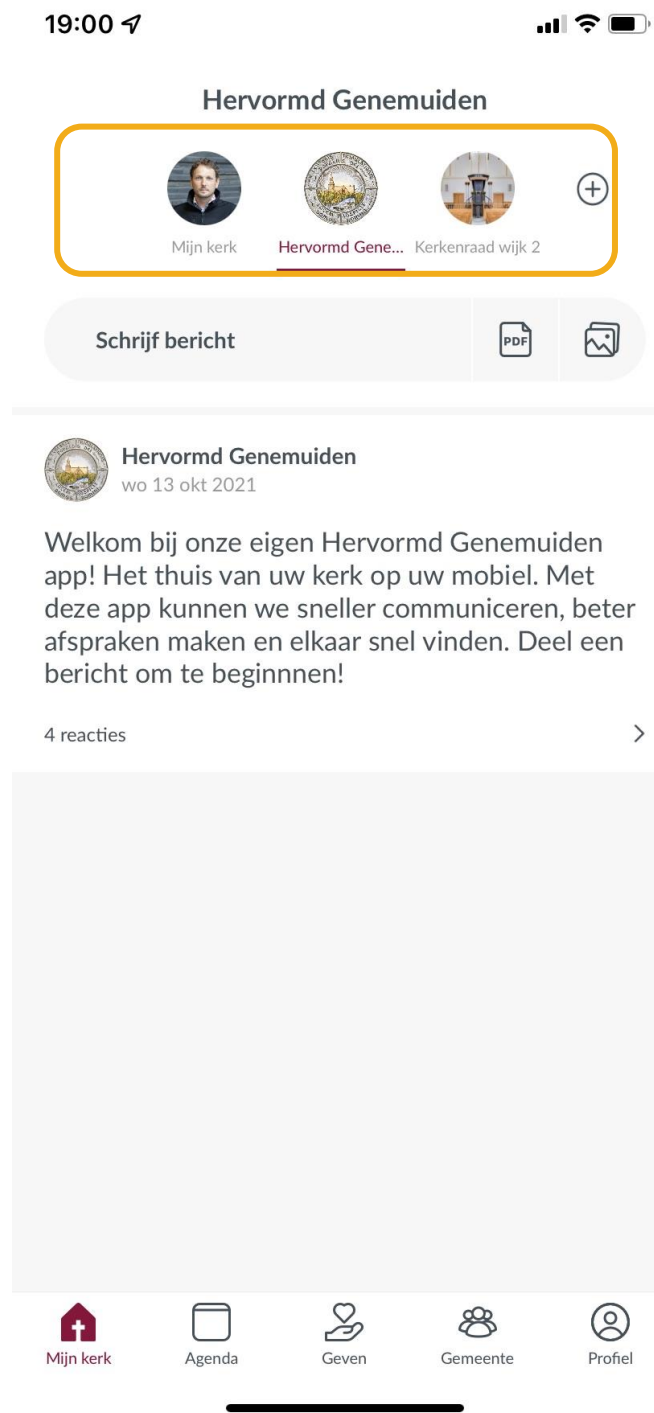 19:00
Hervormd Genemuiden
Mijn kerk
Hervormd Gene...
Kerkenraad wijk 2
Schrijf bericht
PDF
Hervormd Genemuiden
wo 13 okt 2021
Welkom bij onze eigen Hervormd Genemuiden
app! Het thuis van uw kerk op uw mobiel. Met
deze app kunnen we sneller communiceren, beter
afspraken maken en elkaar snel vinden. Deel een
bericht om te beginnnen!
4 reacties
Mijn kerk
Agenda
Geven
Gemeente
Profiel